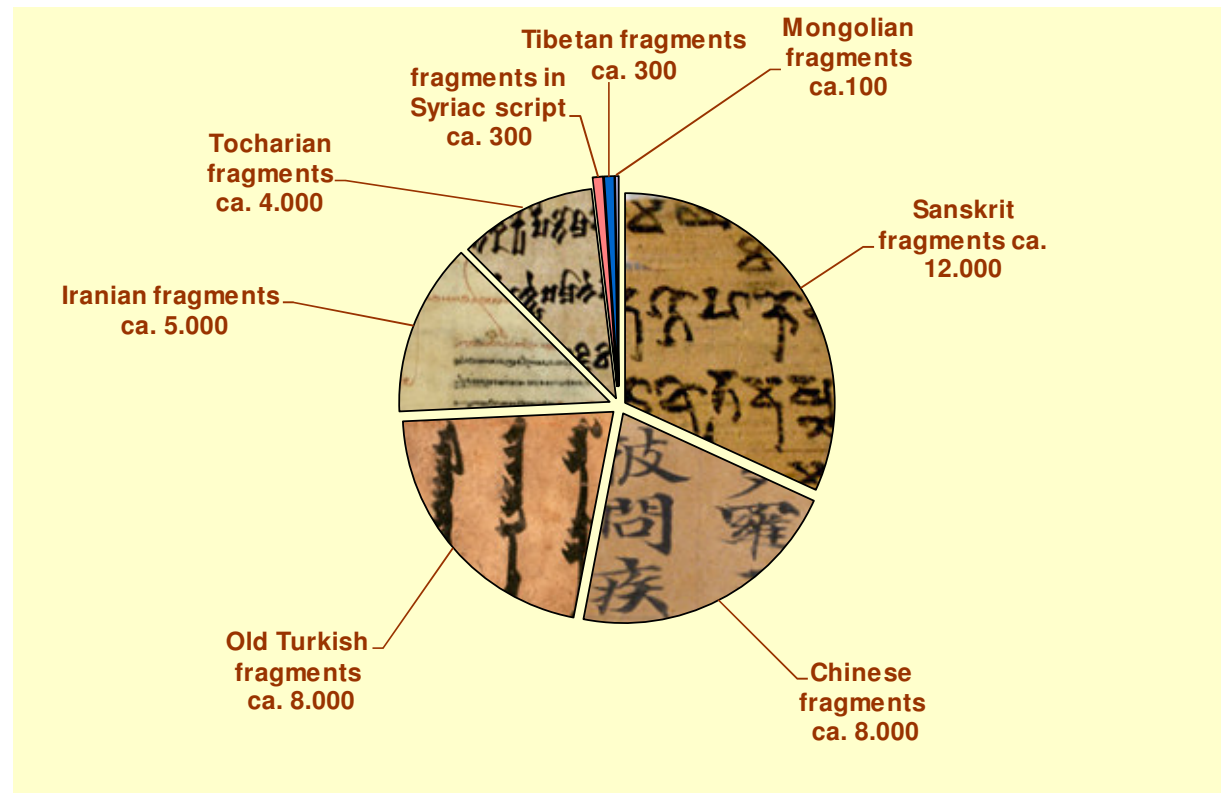 Tibetan fragments
ca. 300
Mongolian
fragments
ca.100
fragments in
Syriac script
ca. 300
Tocharian
fragments
ca. 4.000
Sanskrit
fragments ca.
12.000
Iranian fragments
ca. 5.000
Old Turkish
fragments
ca. 8.000
Chinese
fragments
ca. 8.000
問
疾
羅